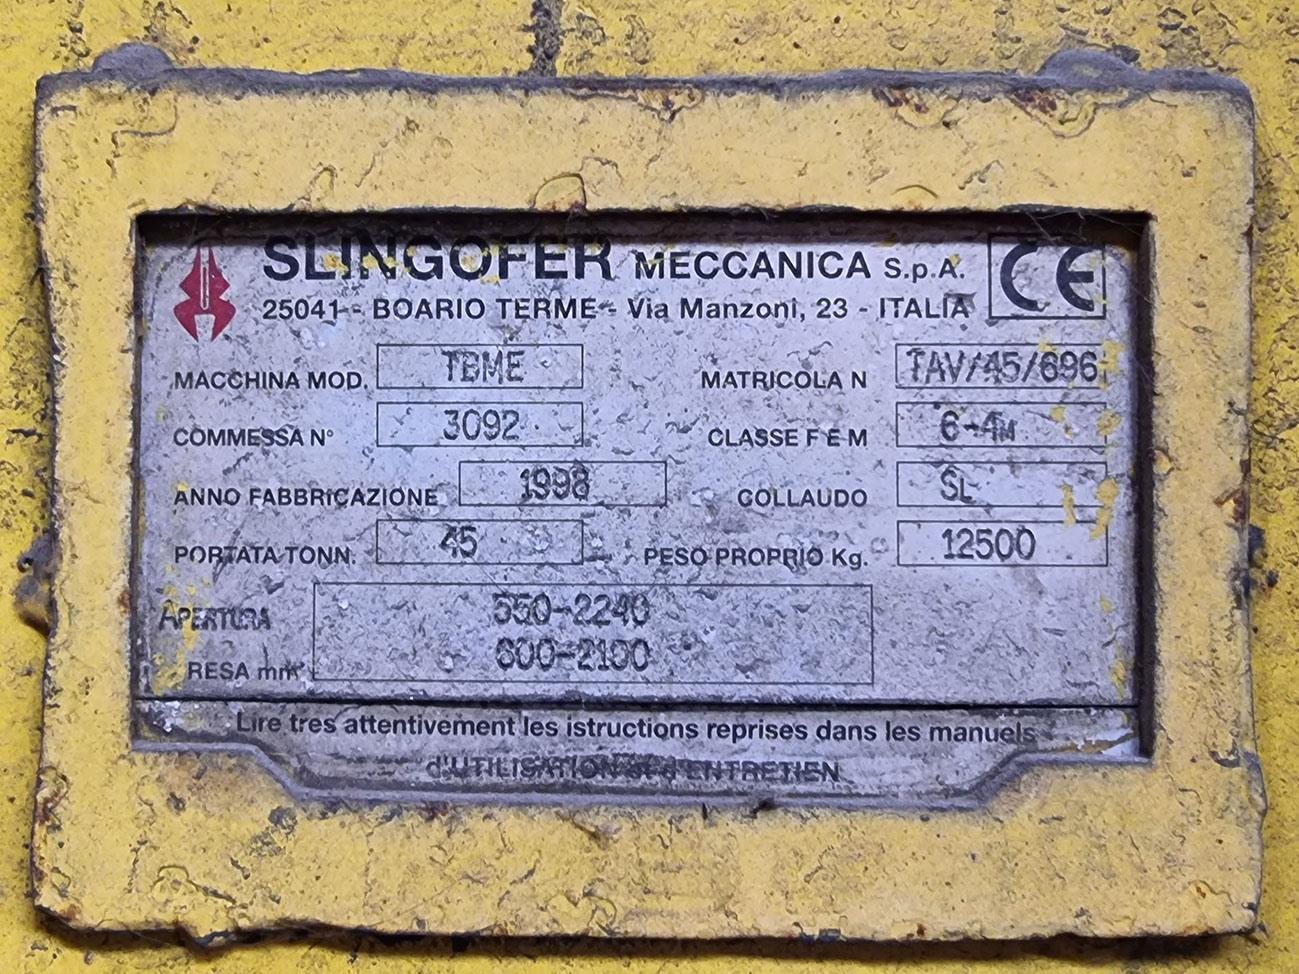 SLINGOFER MECCANICA S.p.A. CE
25041 - BOARIO TERME - Via Manzoni, 23 - ITALIA
MACCHINA MOD. TBME MATRICOLA N TAV/45/696
COMMESSA N° 3092 CLASSE F E M 6-4M
ANNO FABBRICAZIONE 1998 COLLAUDO SL
PORTATA TONN. 45 PESO PROPRIO Kg. 12500
APERTURA 550-2240
RESA mm 600-2100
Lire tres attentivement les istructions reprises dans les manuels
d'UTILISATION et d'ENTRETIEN